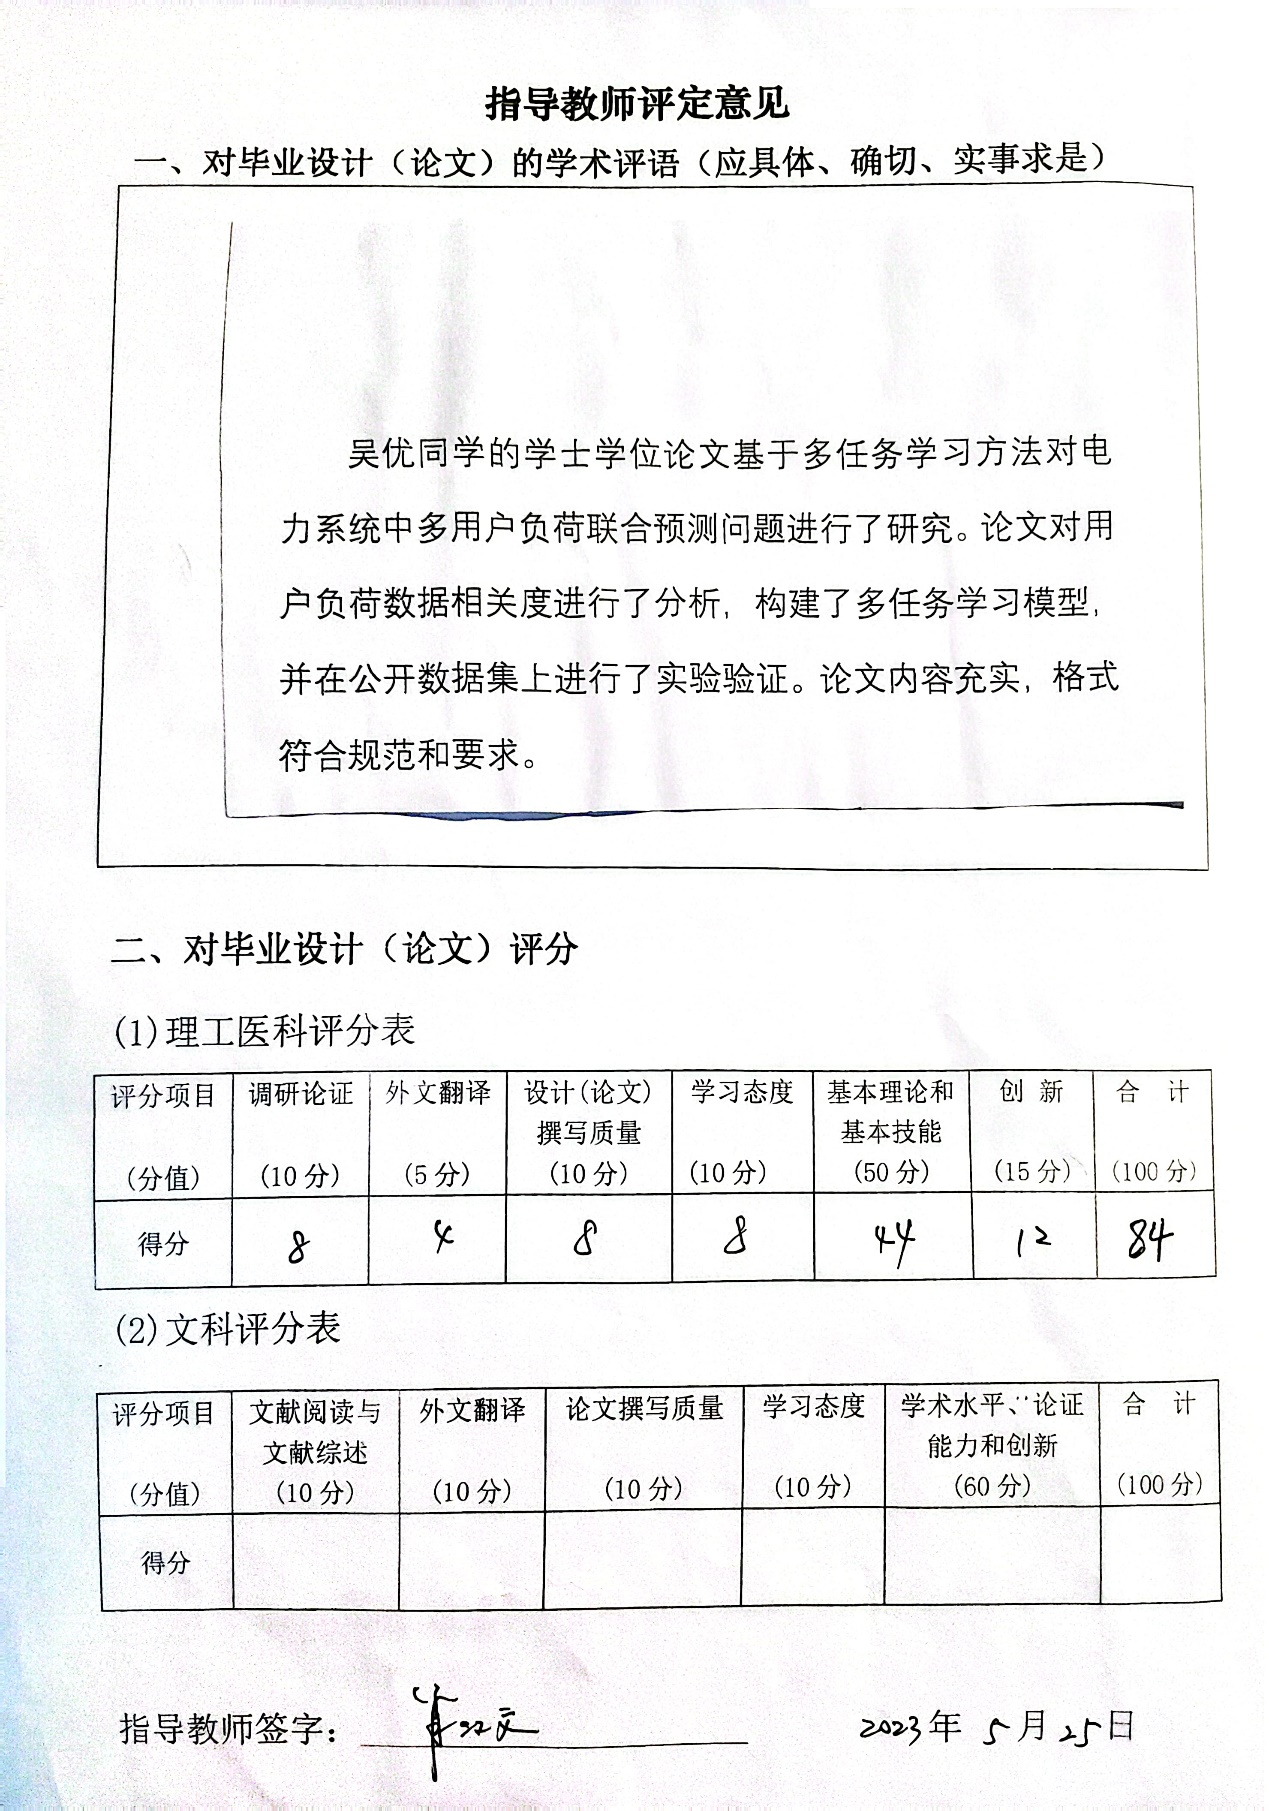 指导教师评定意见
一、对毕业设计（论文）的学术评语（应具体、确切、实事求是）
吴优同学的学士学位论文基于多任务学习方法对电
力系统中多用户负荷联合预测问题进行了研究。论文对用
户负荷数据相关度进行了分析，构建了多任务学习模型，
并在公开数据集上进行了实验验证。论文内容充实，格式
符合规范和要求。
二、对毕业设计（论文）评分
(1)理工医科评分表
评分项目 调研论证 外文翻译 设计(论文) 学习态度 基本理论和 创 新 合 计
撰写质量 基本技能
(分值) (10分) (5分) (10分) (10分) (50分) (15分) (100分)
得分 8 4 8 8 44 12 84
(2)文科评分表
评分项目 文献阅读与 外文翻译 论文撰写质量 学习态度 学术水平、论证 合 计
文献综述 能力和创新
(分值) (10分) (10分) (10分) (10分) (60分) (100分)
得分
指导教师签字： 2023年 5月25日